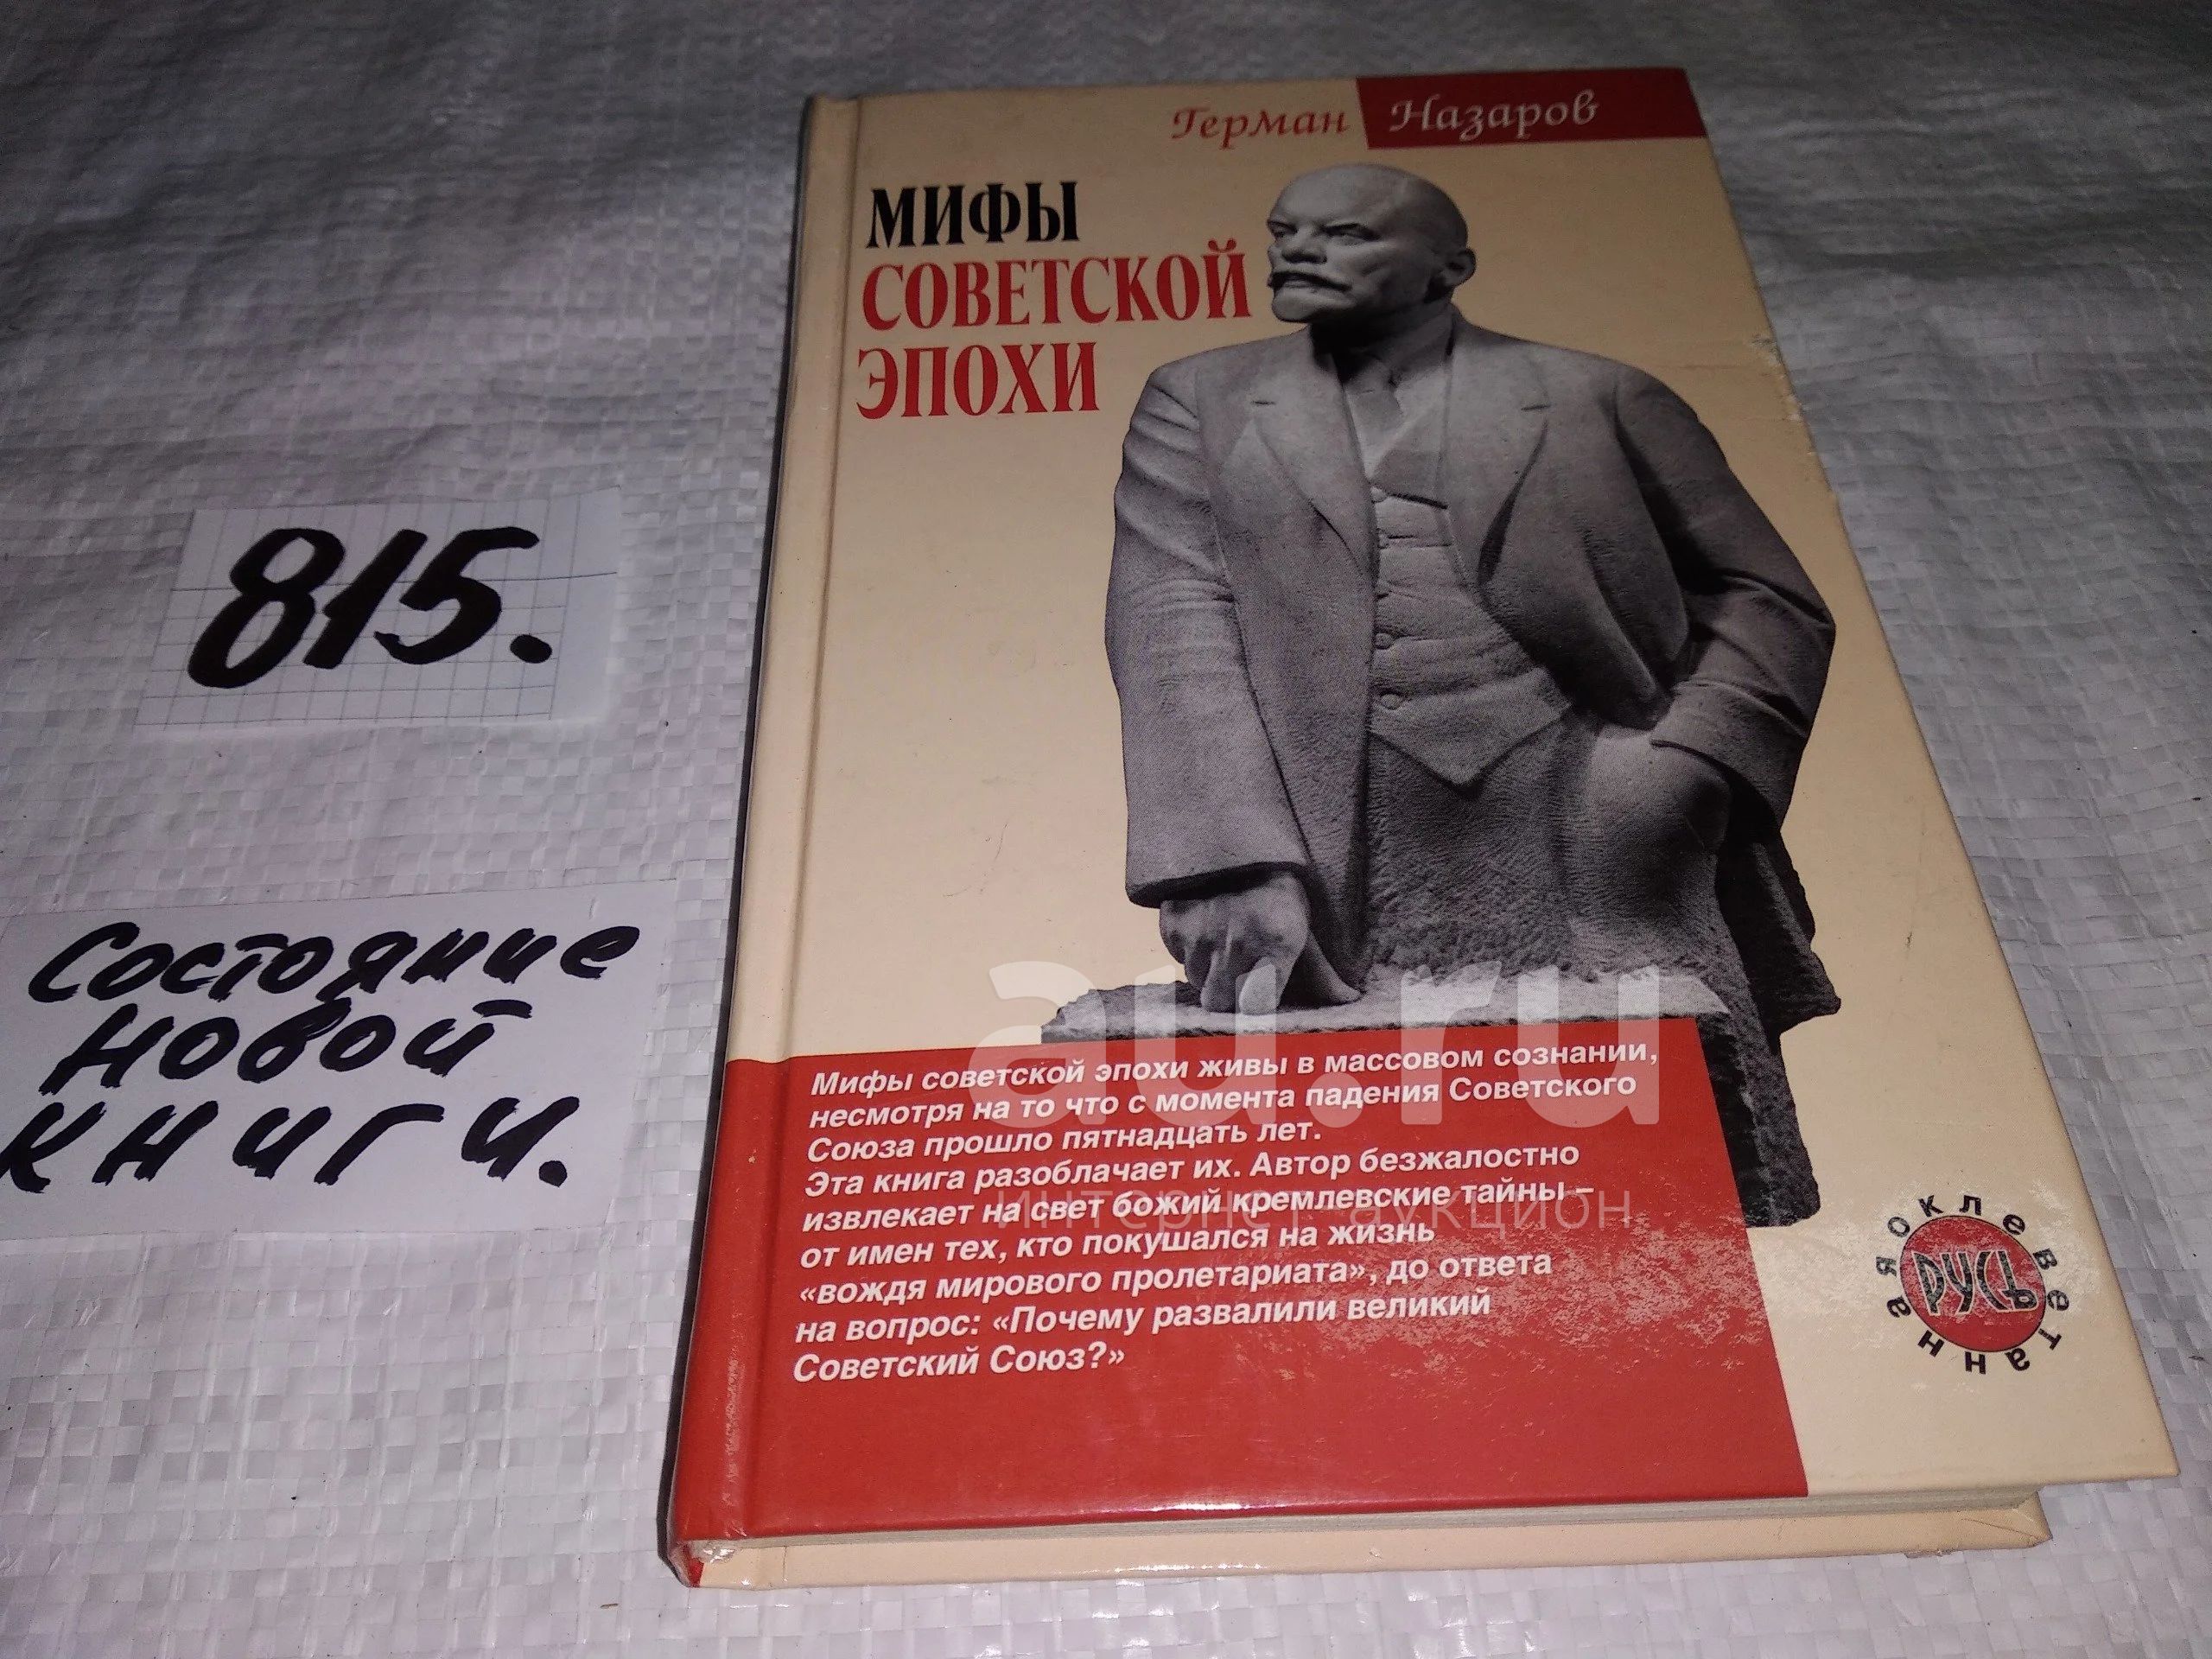 Герман Назаров
МИФЫ
СОВЕТСКОЙ
ЭПОХИ
815.
Состояние
новой
книги.
au.ru
интернет-аукцион
Мифы советской эпохи живы в массовом сознании,
несмотря на то что с момента падения Советского
Союза прошло пятнадцать лет.
Эта книга разоблачает их. Автор безжалостно
извлекает на свет божий кремлевские тайны –
от имен тех, кто покушался на жизнь
«вождя мирового пролетариата», до ответа
на вопрос: «Почему развалили великий
Советский Союз?»
оклеветанная
РУСЬ